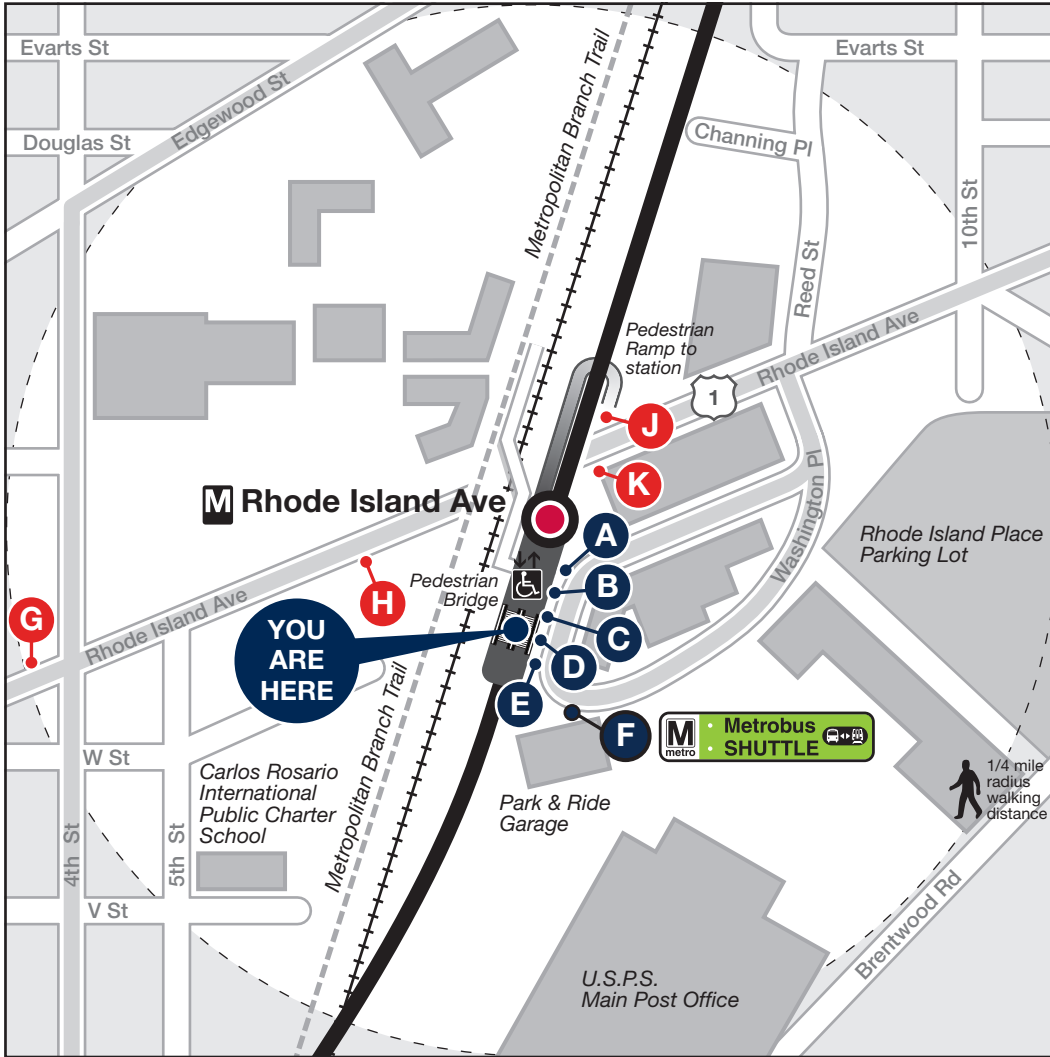 Evarts St
Evarts St
Edgewood St
Douglas St
Metropolitan Branch Trail
Channing Pl
10th St
Reed St
Rhode Island Ave
1
Pedestrian
Ramp to
station
J
K
M Rhode Island Ave
Washington Pl
Rhode Island Place
Parking Lot
A
B
C
D
E
F
Pedestrian
Bridge
H
G
Rhode Island Ave
YOU
ARE
HERE
M
metro
Metrobus
SHUTTLE
W St
Carlos Rosario
International
Public Charter
School
Metropolitan Branch Trail
Park & Ride
Garage
1/4 mile
radius
walking
distance
4th St
5th St
V St
Brentwood Rd
U.S.P.S.
Main Post Office